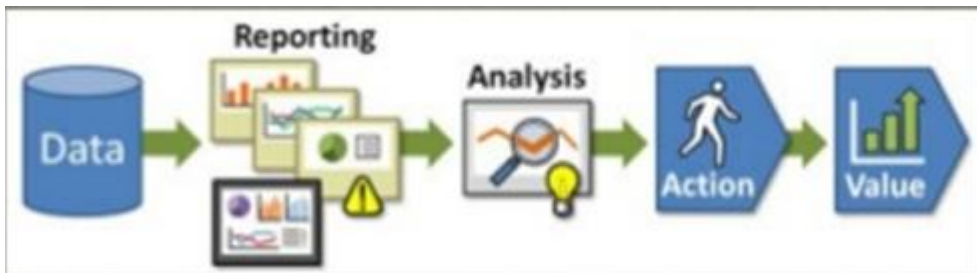 Data
Reporting
Analysis
Action
Value